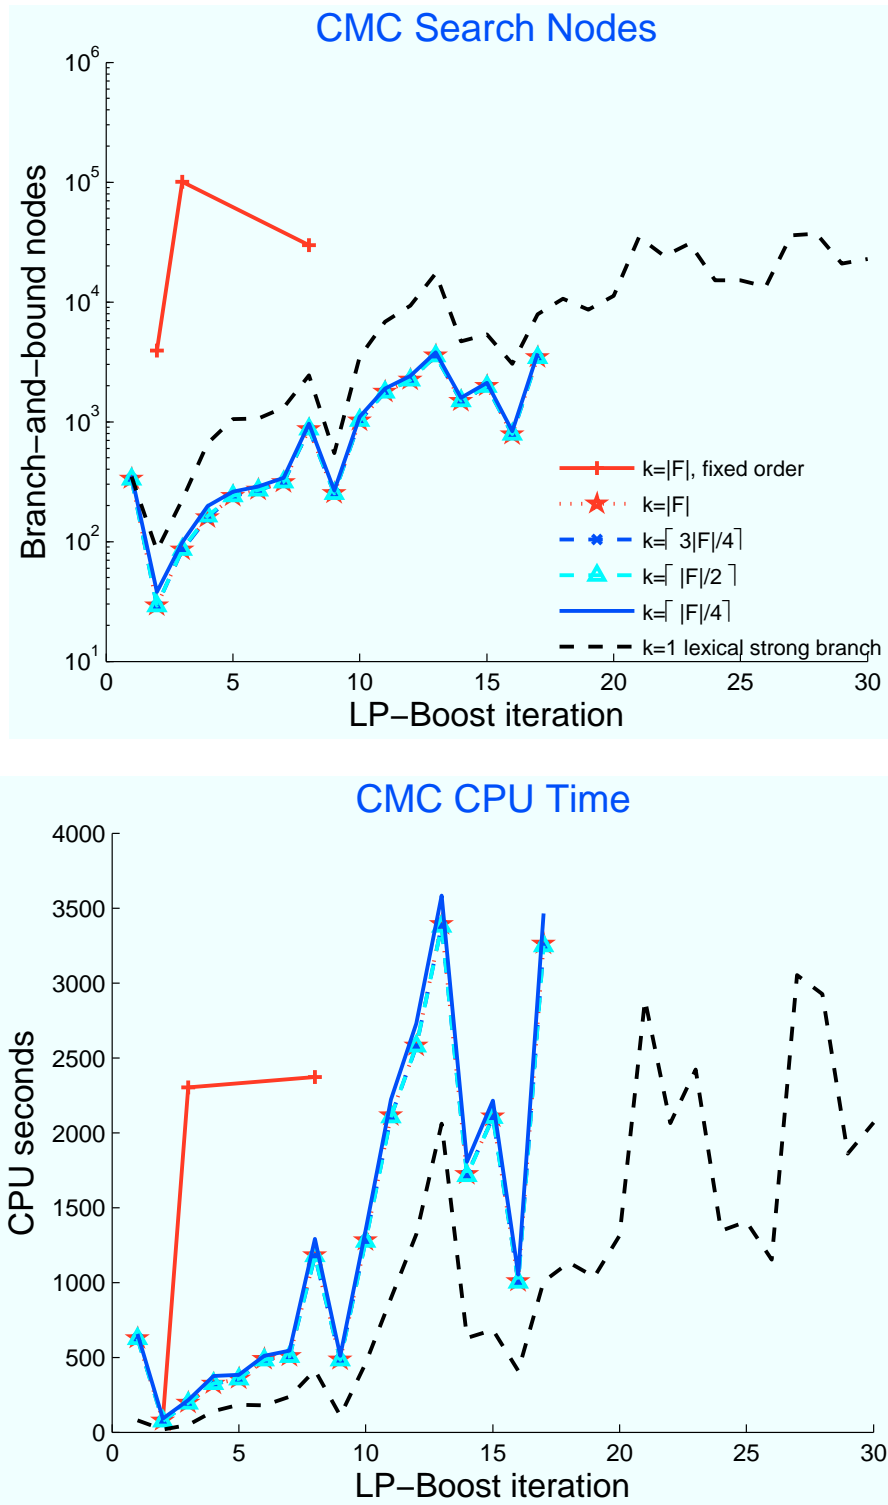 CMC Search Nodes
10^6
10^5
10^4
10^3
10^2
10^1
Branch−and−bound nodes
k=|F|, fixed order
k=|F|
k=⌈ 3|F|/4⌉
k=⌈ |F|/2 ⌉
k=⌈ |F|/4⌉
k=1 lexical strong branch
0 5 10 15 20 25 30
LP−Boost iteration
CMC CPU Time
4000
3500
3000
2500
2000
1500
1000
500
0
CPU seconds
0 5 10 15 20 25 30
LP−Boost iteration